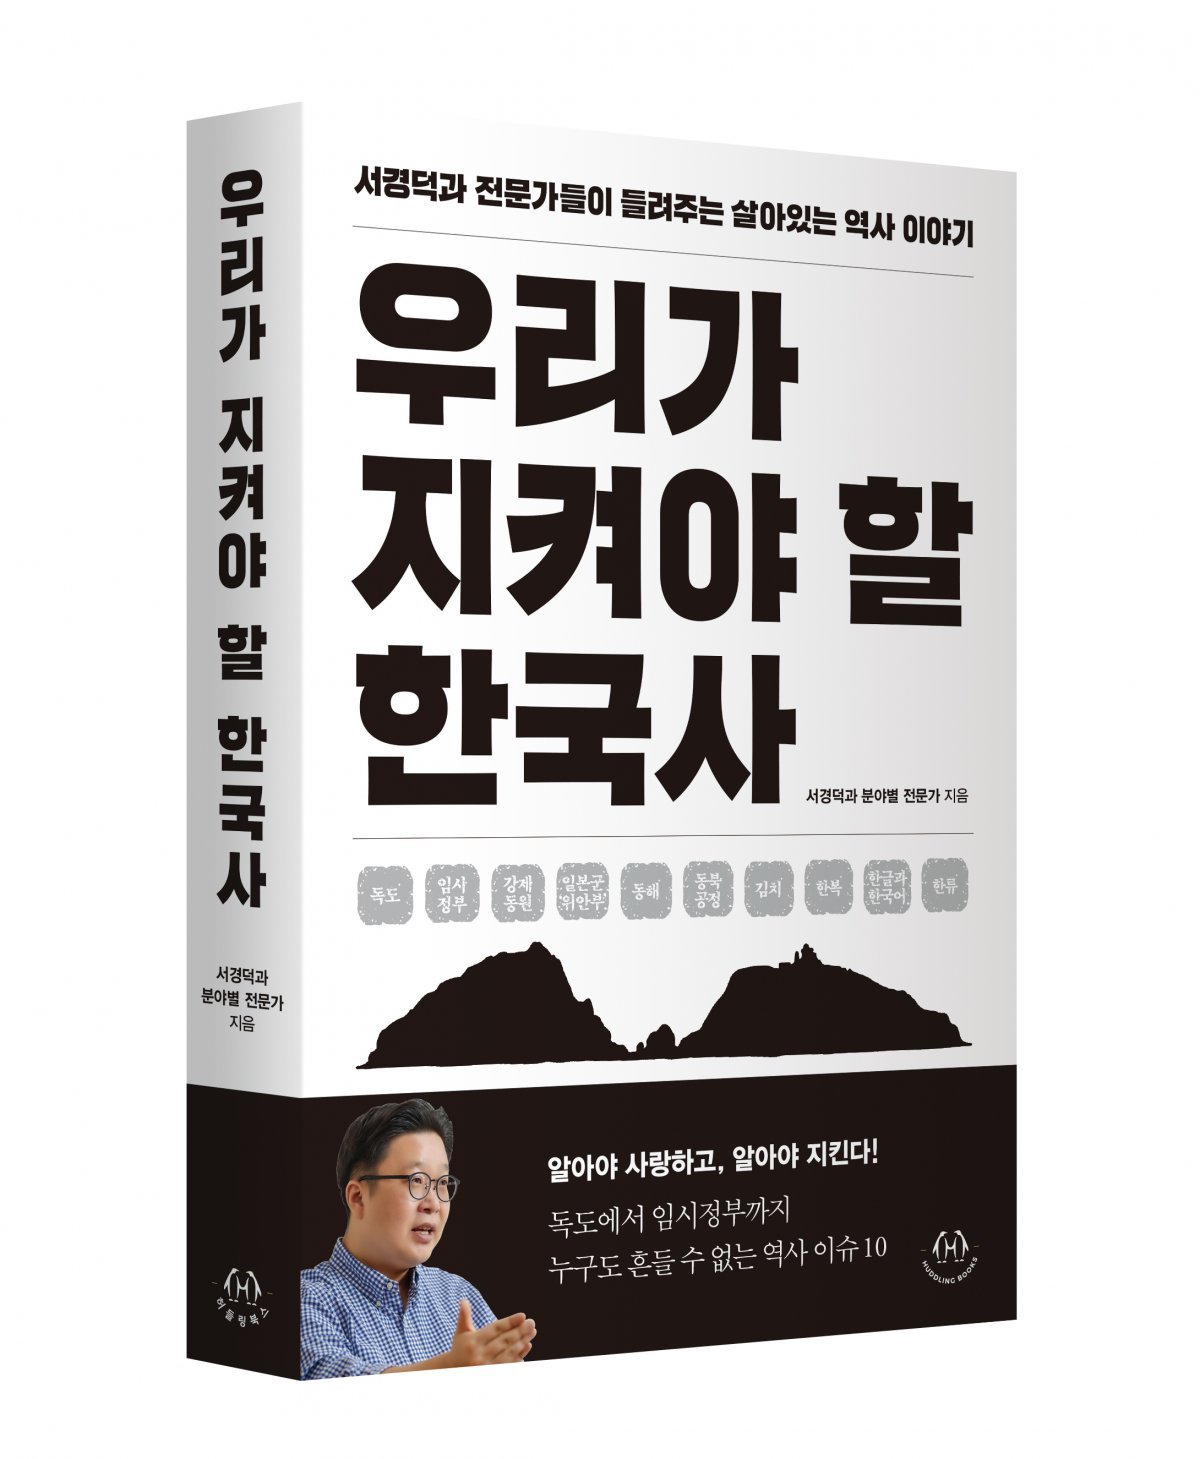 우리가 지켜야 할 한국사
서경덕과
분야별 전문가
지음
허들링북스
서경덕과 전문가들이 들려주는 살아있는 역사 이야기
우리가
지켜야 할
한국사
서경덕과 분야별 전문가 지음
독도
임시
정부
강제
동원
일본군
'위안부'
동해
동북
공정
김치
한복
한글과
한국어
한류
알아야 사랑하고, 알아야 지킨다!
독도에서 임시정부까지
누구도 흔들 수 없는 역사 이슈 10
HUDDLING BOOKS